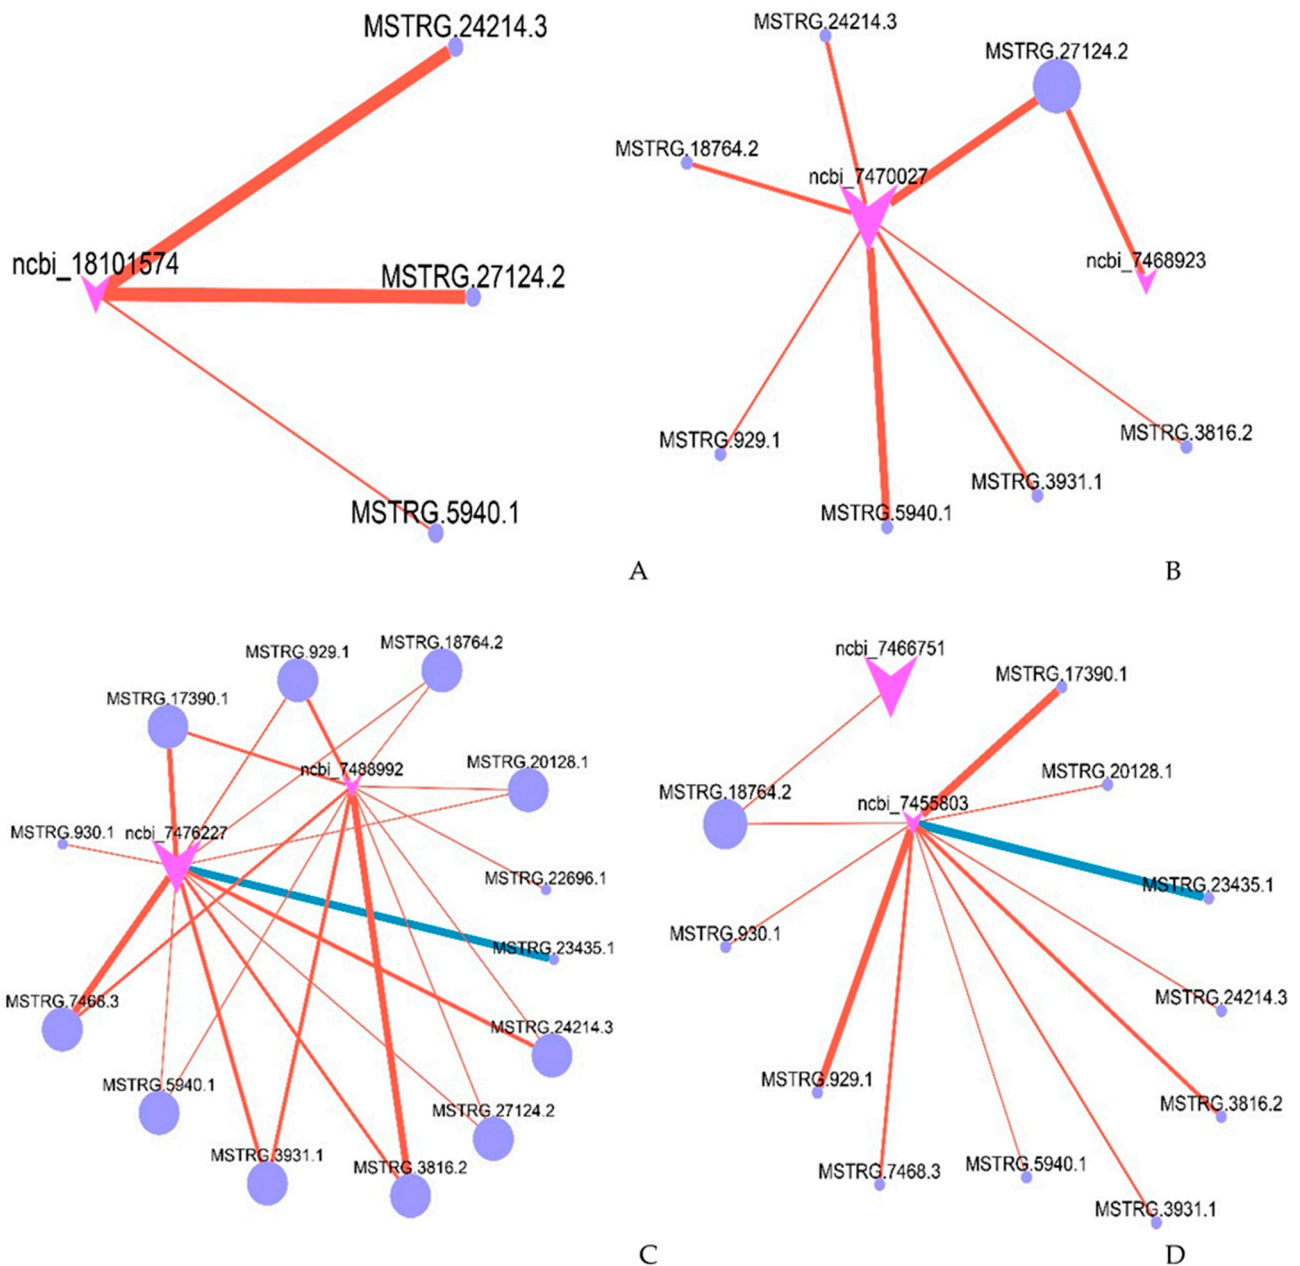 MSTRG.24214.3
ncbi_18101574
MSTRG.27124.2
MSTRG.5940.1
A
MSTRG.24214.3
MSTRG.27124.2
MSTRG.18764.2
ncbi_7470027
ncbi_7468923
MSTRG.929.1
MSTRG.3816.2
MSTRG.3931.1
MSTRG.5940.1
B
MSTRG.929.1
MSTRG.18764.2
MSTRG.17390.1
ncbi_7488992
MSTRG.20128.1
MSTRG.930.1
ncbi_7476227
MSTRG.22696.1
MSTRG.23435.1
MSTRG.7468.3
MSTRG.24214.3
MSTRG.5940.1
MSTRG.27124.2
MSTRG.3931.1
MSTRG.3816.2
C
ncbi_7466751
MSTRG.17390.1
MSTRG.20128.1
MSTRG.18764.2
ncbi_7455803
MSTRG.23435.1
MSTRG.930.1
MSTRG.24214.3
MSTRG.929.1
MSTRG.3816.2
MSTRG.7468.3
MSTRG.5940.1
MSTRG.3931.1
D